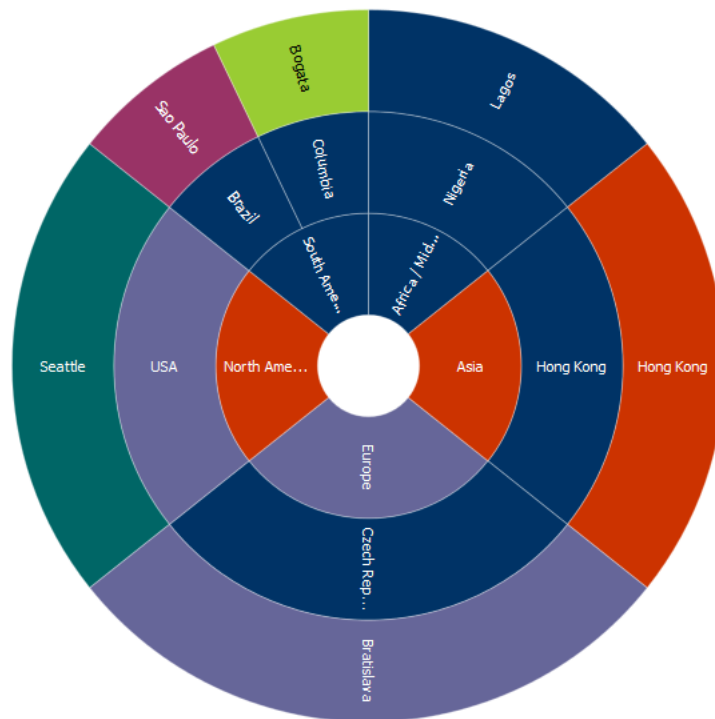 Bogata
Lagos
Sao Paulo
Columbia
Nigeria
Brazil
South Ame...
Africa / Mid...
Seattle
USA
North Ame...
Asia
Hong Kong
Hong Kong
Europe
Czech Rep...
Bratislava